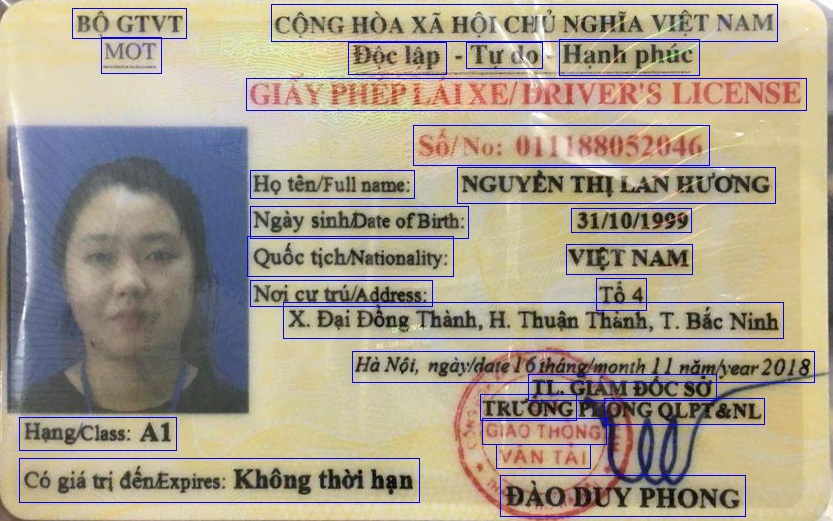 BỘ GTVT
MOT
CỘNG HÒA XÃ HỘI CHỦ NGHĨA VIỆT NAM
Độc lập - Tự do - Hạnh phúc
GIẤY PHÉP LÁI XE/DRIVER'S LICENSE
Số/No: 011188052046
Họ tên/Full name: NGUYỄN THỊ LAN HƯƠNG
Ngày sinh/Date of Birth: 31/10/1999
Quốc tịch/Nationality: VIỆT NAM
Nơi cư trú/Address: Tổ 4
X. Đại Đồng Thành, H. Thuận Thành, T. Bắc Ninh
Hà Nội, ngày/date 16 tháng/month 11 năm/year 2018
TL. GIÁM ĐỐC SỞ
TRƯỞNG PHÒNG QLPT&NL
GIAO THÔNG
VẬN TẢI
Hạng/Class: A1
Có giá trị đến/Expires: Không thời hạn
ĐÀO DUY PHONG